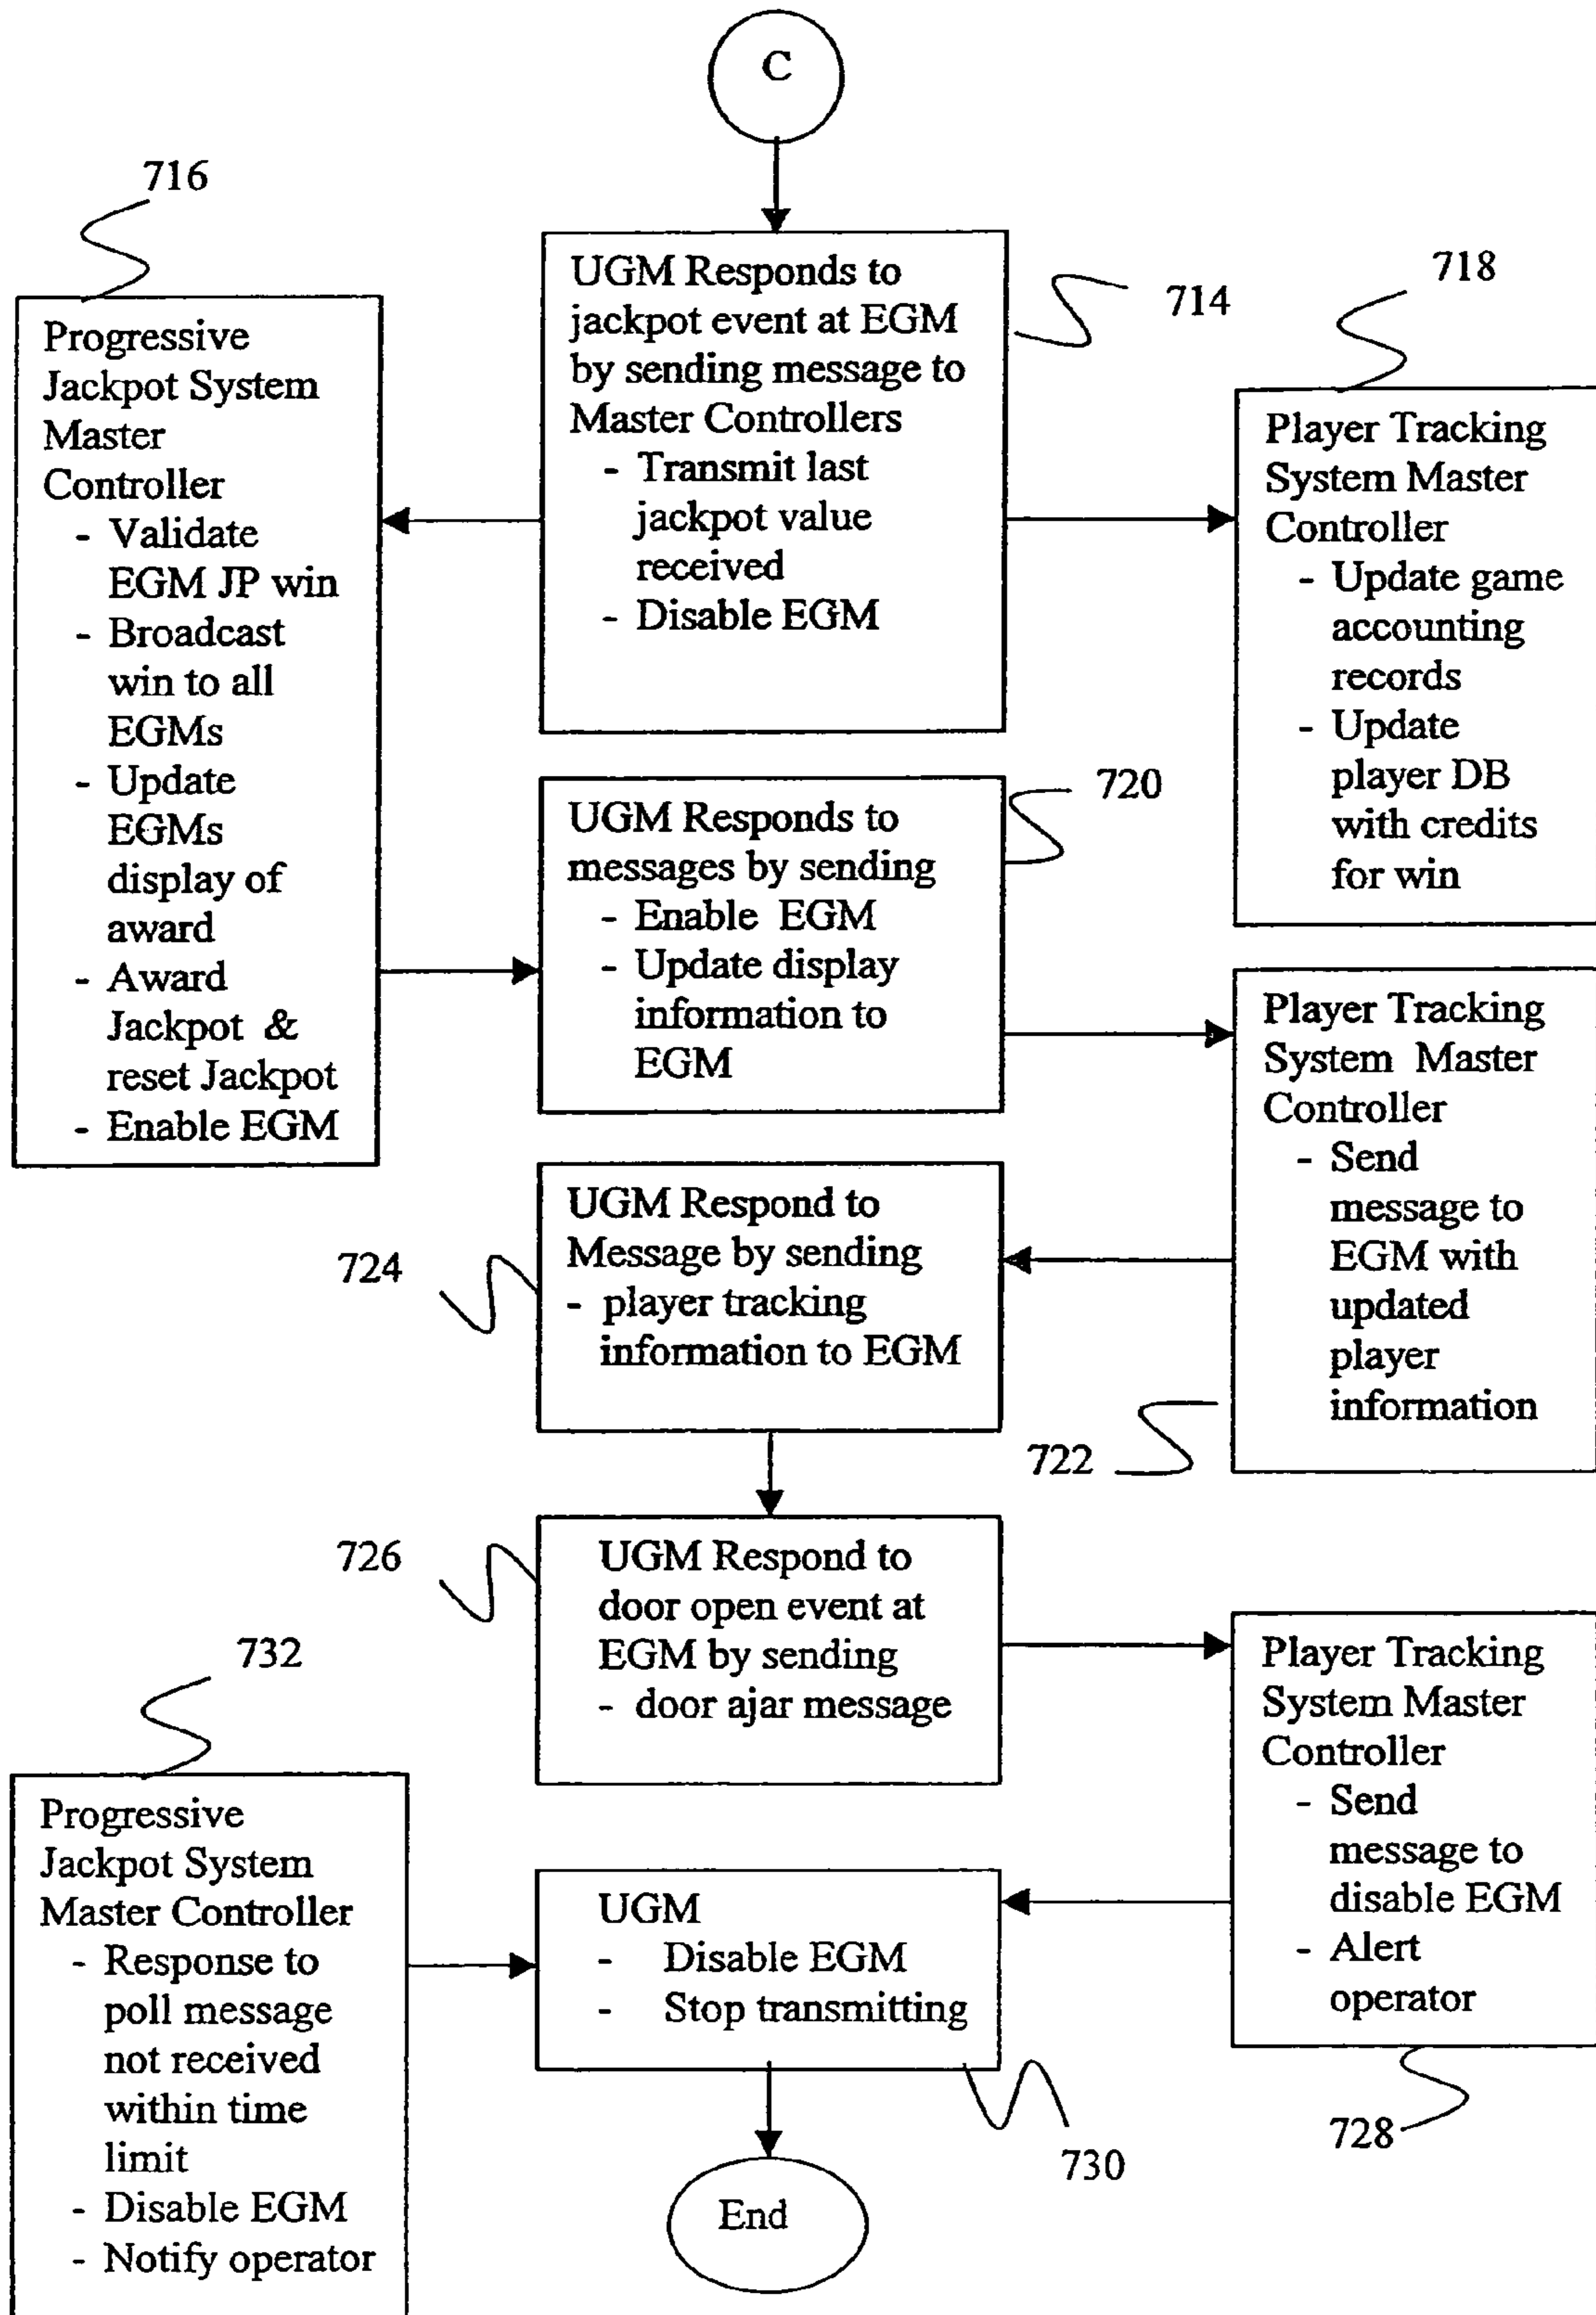 C
716
UGM Responds to
jackpot event at EGM
by sending message to
Master Controllers
- Transmit last
jackpot value
received
- Disable EGM
714
718
Progressive
Jackpot System
Master
Controller
- Validate
EGM JP win
- Broadcast
win to all
EGMs
- Update
EGMs
display of
award
- Award
Jackpot &
reset Jackpot
- Enable EGM
Player Tracking
System Master
Controller
- Update game
accounting
records
- Update
player DB
with credits
for win
720
UGM Responds to
messages by sending
- Enable EGM
- Update display
information to
EGM
Player Tracking
System Master
Controller
- Send
message to
EGM with
updated
player
information
722
724
UGM Respond to
Message by sending
- player tracking
information to EGM
726
UGM Respond to
door open event at
EGM by sending
- door ajar message
Player Tracking
System Master
Controller
- Send
message to
disable EGM
- Alert
operator
728
732
Progressive
Jackpot System
Master Controller
- Response to
poll message
not received
within time
limit
- Disable EGM
- Notify operator
UGM
- Disable EGM
- Stop transmitting
730
End